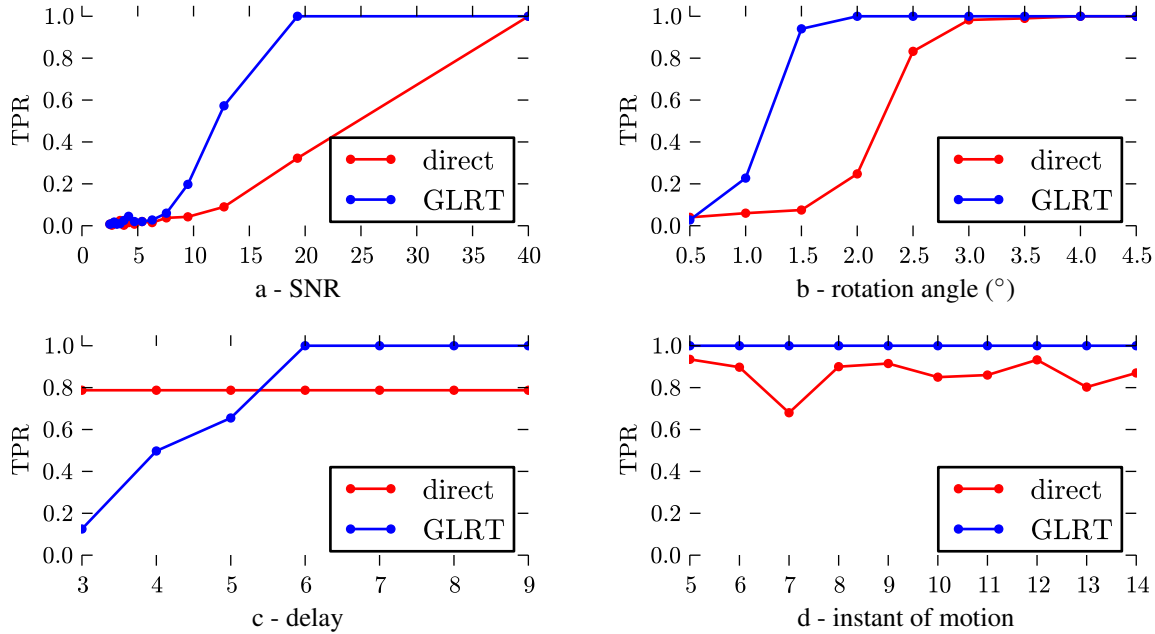 1.0
0.8
0.6
0.4
0.2
0.0
TPR
0 5 10 15 20 25 30 35 40
a - SNR
direct
GLRT
1.0
0.8
0.6
0.4
0.2
0.0
TPR
0.5 1.0 1.5 2.0 2.5 3.0 3.5 4.0 4.5
b - rotation angle (°)
direct
GLRT
1.0
0.8
0.6
0.4
0.2
0.0
TPR
3 4 5 6 7 8 9
c - delay
direct
GLRT
1.0
0.8
0.6
0.4
0.2
0.0
TPR
5 6 7 8 9 10 11 12 13 14
d - instant of motion
direct
GLRT